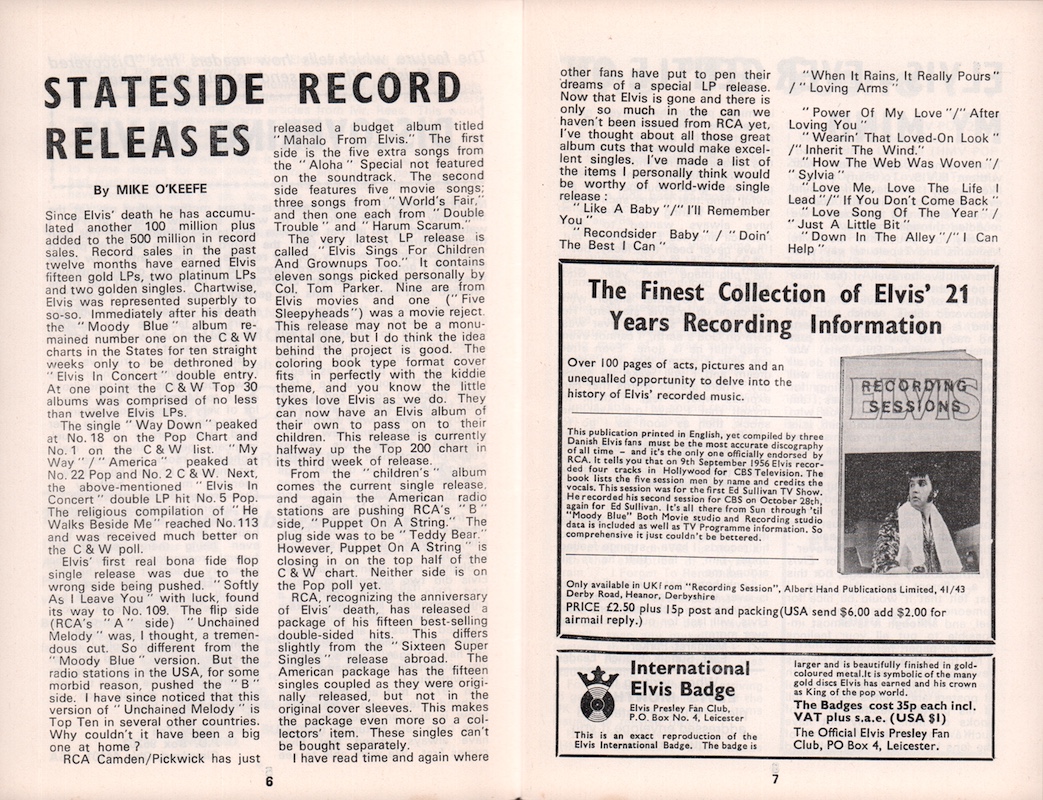 STATESIDE RECORD
RELEASES
By MIKE O'KEEFE
Since Elvis' death he has accumu-
lated another 100 million plus
added to the 500 million in record
sales. Record sales in the past
twelve months have earned Elvis
fifteen gold LPs, two platinum LPs
and two golden singles. Chartwise,
Elvis was represented superbly to
so-so. Immediately after his death
the "Moody Blue" album re-
mained number one on the C & W
charts in the States for ten straight
weeks only to be dethroned by
"Elvis In Concert" double entry.
At one point the C & W Top 30
albums was comprised of no less
than twelve Elvis LPs.
The single "Way Down" peaked
at No. 18 on the Pop Chart and
No. 1 on the C & W list. "My
Way"/"America" peaked at
No. 22 Pop and No. 2 C & W. Next,
the above-mentioned "Elvis In
Concert" double LP hit No. 5 Pop.
The religious compilation of "He
Walks Beside Me" reached No. 113
and was received much better on
the C & W poll.
Elvis' first real bona fide flop
single release was due to the
wrong side being pushed. "Softly
As I Leave You" with luck, found
its way to No. 109. The flip side
(RCA's "A" side) "Unchained
Melody" was, I thought, a tremen-
dous cut. So different from the
"Moody Blue" version. But the
radio stations in the USA, for some
morbid reason, pushed the "B"
side. I have since noticed that this
version of "Unchained Melody" is
Top Ten in several other countries.
Why couldn't it have been a big
one at home ?
RCA Camden/Pickwick has just
released a budget album titled
"Mahalo From Elvis." The first
side is the five extra songs from
the "Aloha" Special not featured
on the soundtrack. The second
side features five movie songs;
three songs from "World's Fair,"
and then one each from "Double
Trouble" and "Harum Scarum."
The very latest LP release is
called "Elvis Sings For Children
And Grownups Too." It contains
eleven songs picked personally by
Col. Tom Parker. Nine are from
Elvis movies and one ("Five
Sleepyheads") was a movie reject.
This release may not be a monu-
mental one, but I do think the idea
behind the project is good. The
coloring book type format cover
fits in perfectly with the kiddie
theme, and you know the little
tykes love Elvis as we do. They
can now have an Elvis album of
their own to pass on to their
children. This release is currently
halfway up the Top 200 chart in
its third week of release.
From the "children's" album
comes the current single release,
and again the American radio
stations are pushing RCA's "B"
side, "Puppet On A String." The
plug side was to be "Teddy Bear."
However, Puppet On A String" is
closing in on the top half of the
C & W chart. Neither side is on
the Pop poll yet.
RCA, recognizing the anniversary
of Elvis' death, has released a
package of his fifteen best-selling
double-sided hits. This differs
slightly from the "Sixteen Super
Singles" release abroad. The
American package has the fifteen
singles coupled as they were origi-
nally released, but not in the
original cover sleeves. This makes
the package even more so a col-
lectors' item. These singles can't
be bought separately.
I have read time and again where
6
other fans have put to pen their
dreams of a special LP release.
Now that Elvis is gone and there is
only so much in the can we
haven't been issued from RCA yet,
I've thought about all those great
album cuts that would make excel-
lent singles. I've made a list of
the items I personally think would
be worthy of world-wide single
release :
"Like A Baby"/"I'll Remember
You"
"Recondsider Baby" / "Doin'
The Best I Can"
"When It Rains, It Really Pours"
/"Loving Arms"
"Power Of My Love"/"After
Loving You"
"Wearin' That Loved-On Look"
/"Inherit The Wind."
"How The Web Was Woven"/
"Sylvia"
"Love Me, Love The Life I
Lead"/"If You Don't Come Back"
"Love Song Of The Year"/
"Just A Little Bit"
"Down In The Alley"/"I Can
Help"
The Finest Collection of Elvis' 21
Years Recording Information
Over 100 pages of acts, pictures and an
unequalled opportunity to delve into the
history of Elvis' recorded music.
This publication printed in English, yet compiled by three
Danish Elvis fans must be the most accurate discography
of all time – and it's the only one officially endorsed by
RCA. It tells you that on 9th September 1956 Elvis recor-
ded four tracks in Hollywood for CBS Television. The
book lists the five session men by name and credits the
vocals. This session was for the first Ed Sullivan TV Show.
He recorded his second session for CBS on October 28th,
again for Ed Sullivan. It's all there from Sun through 'til
"Moody Blue" Both Movie studio and Recording studio
data is included as well as TV Programme information. So
comprehensive it just couldn't be bettered.
ELVIS
RECORDING
SESSIONS
Only available in UK from "Recording Session", Albert Hand Publications Limited, 41/43
Derby Road, Heanor, Derbyshire
PRICE £2.50 plus 15p post and packing(USA send $6.00 add $2.00 for
airmail reply.)
International
Elvis Badge
Elvis Presley Fan Club,
P.O. Box No. 4, Leicester
This is an exact reproduction of the
Elvis International Badge. The badge is
larger and is beautifully finished in gold-
coloured metal.It is symbolic of the many
gold discs Elvis has earned and his crown
as King of the pop world.
The Badges cost 35p each incl.
VAT plus s.a.e. (USA $1)
The Official Elvis Presley Fan
Club, PO Box 4, Leicester.
7